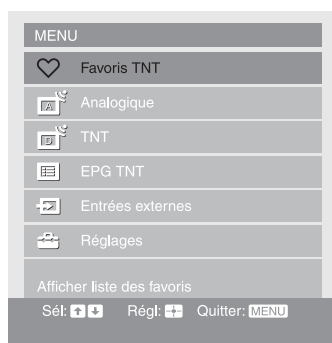 MENU
Favoris TNT
Analogique
TNT
EPG TNT
Entrées externes
Réglages
Afficher liste des favoris
Sél: Régl: Quitter: MENU